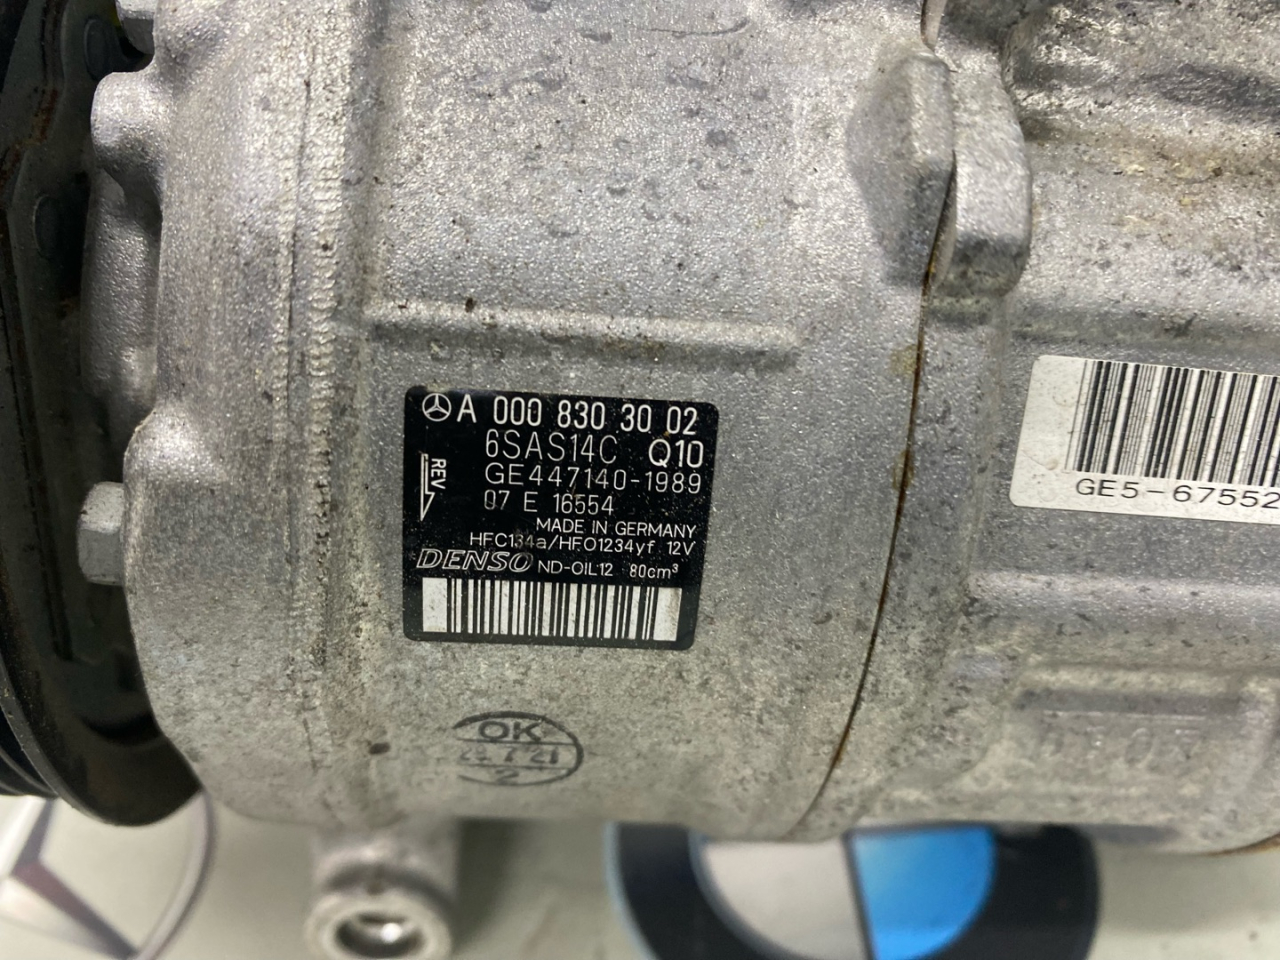 A 000 830 30 02
6SAS14C Q10
REV
GE447140-1989
07 E 16554
MADE IN GERMANY
HFC134a/HFO1234yf 12V
DENSO ND-OIL12 80cm³
GE5-67552
OK
2